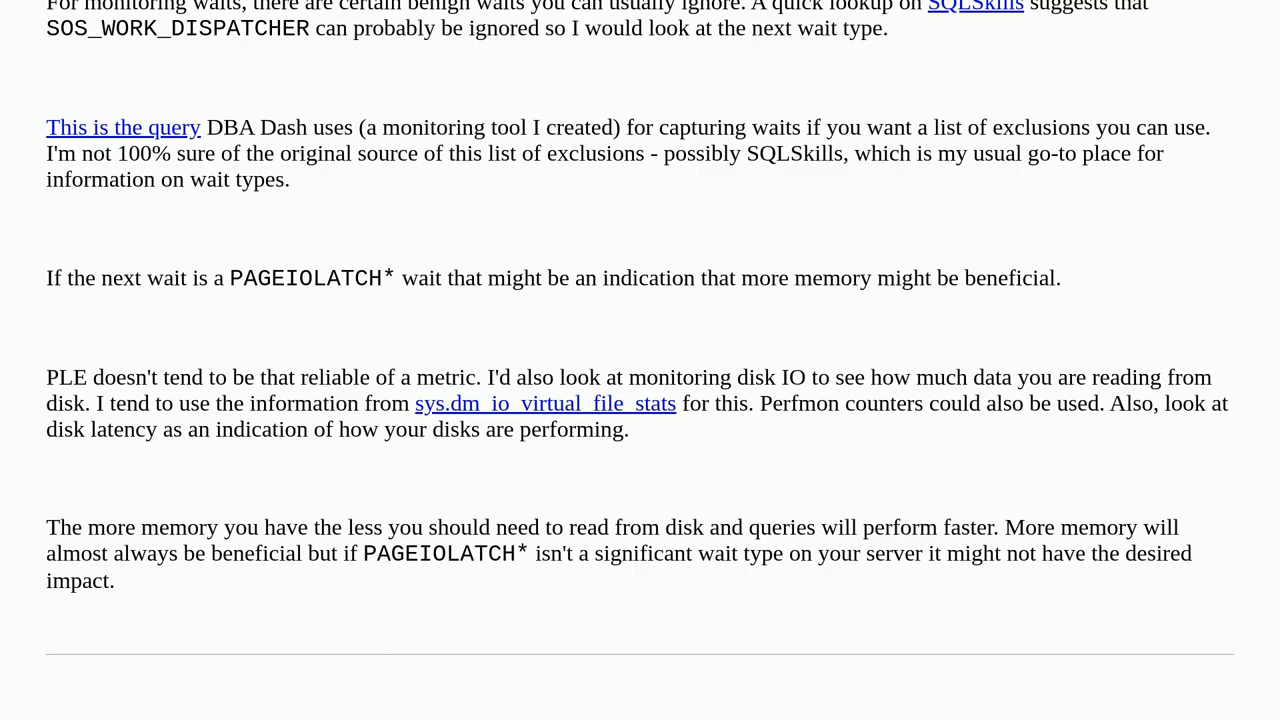 For monitoring waits, there are certain benign waits you can usually ignore. A quick lookup on SQLSkills suggests that
SOS_WORK_DISPATCHER can probably be ignored so I would look at the next wait type.
This is the query DBA Dash uses (a monitoring tool I created) for capturing waits if you want a list of exclusions you can use.
I'm not 100% sure of the original source of this list of exclusions - possibly SQLSkills, which is my usual go-to place for
information on wait types.
If the next wait is a PAGEIOLATCH* wait that might be an indication that more memory might be beneficial.
PLE doesn't tend to be that reliable of a metric. I'd also look at monitoring disk IO to see how much data you are reading from
disk. I tend to use the information from sys.dm_io_virtual_file_stats for this. Perfmon counters could also be used. Also, look at
disk latency as an indication of how your disks are performing.
The more memory you have the less you should need to read from disk and queries will perform faster. More memory will
almost always be beneficial but if PAGEIOLATCH* isn't a significant wait type on your server it might not have the desired
impact.